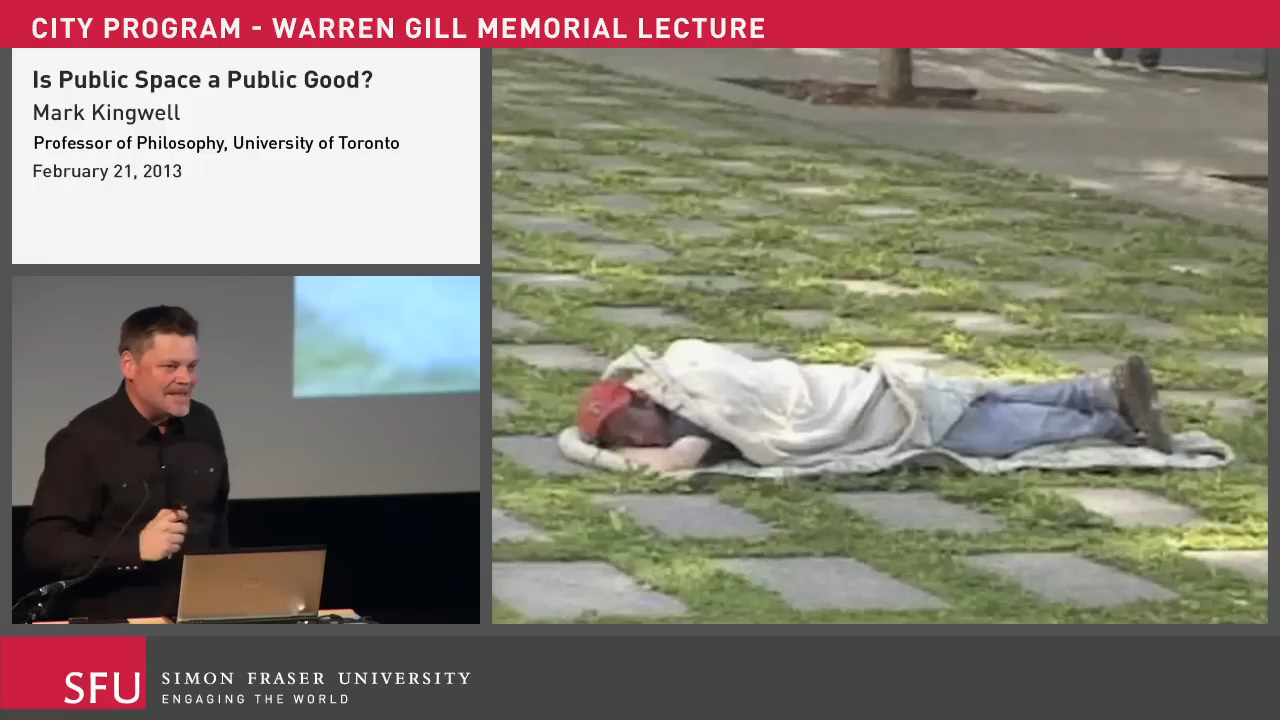 CITY PROGRAM - WARREN GILL MEMORIAL LECTURE
Is Public Space a Public Good?
Mark Kingwell
Professor of Philosophy, University of Toronto
February 21, 2013
SFU
SIMON FRASER UNIVERSITY
ENGAGING THE WORLD